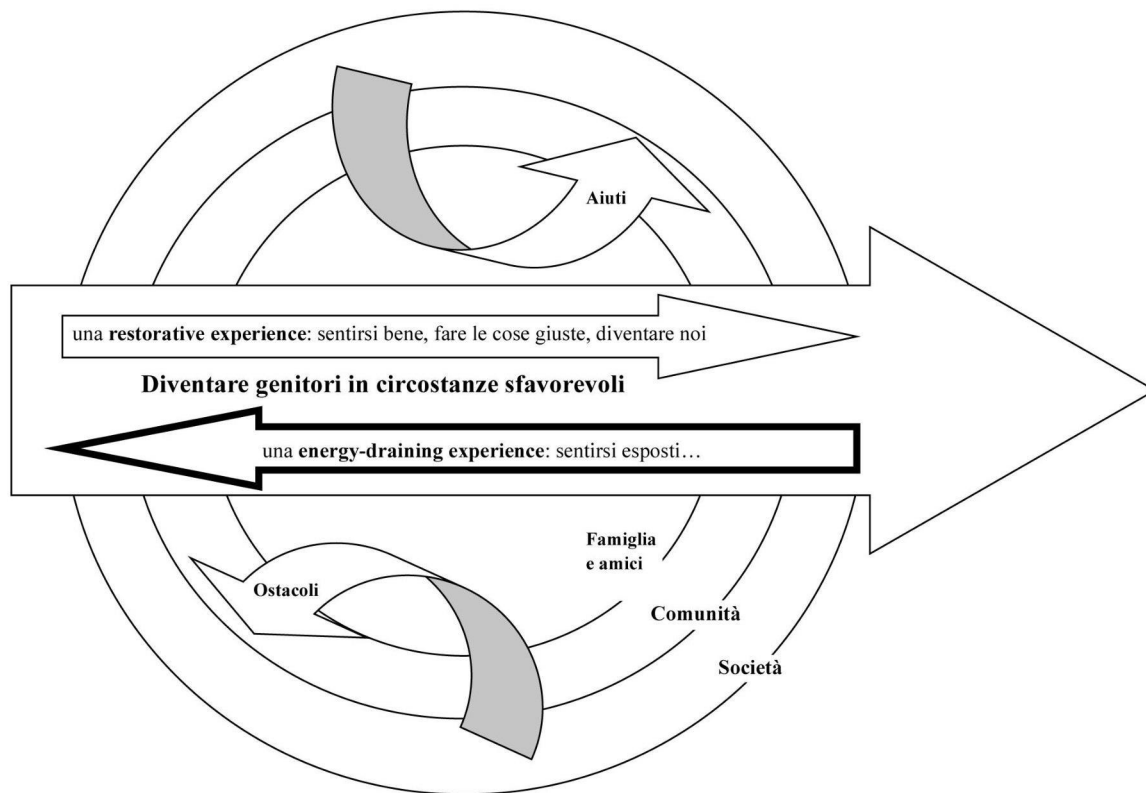 Aiuti
una restorative experience: sentirsi bene, fare le cose giuste, diventare noi
Diventare genitori in circostanze sfavorevoli
una energy-draining experience: sentirsi esposti…
Famiglia
e amici
Ostacoli
Comunità
Società